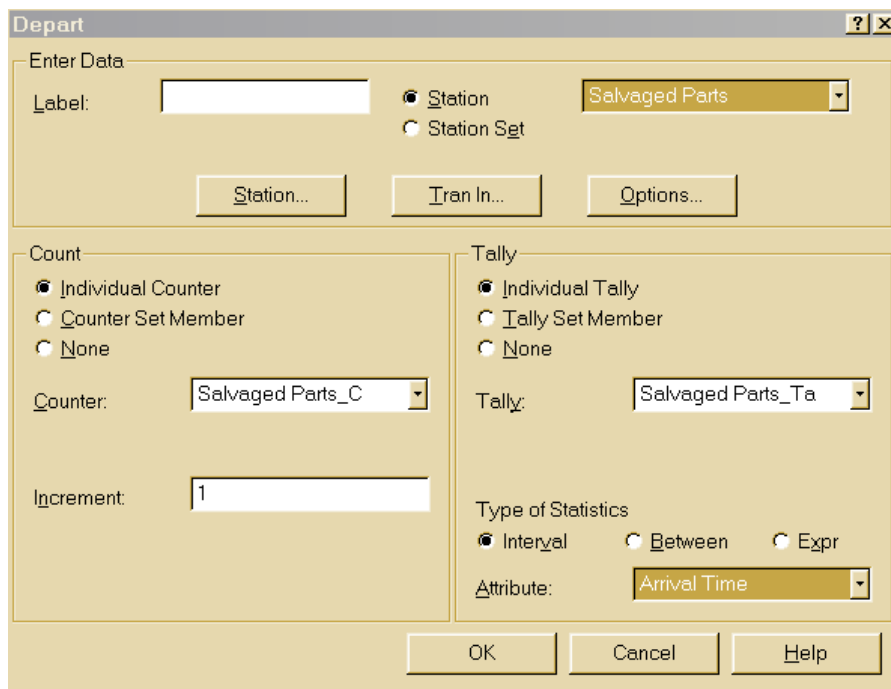 Depart
Enter Data
Label:
Station
Salvaged Parts
Station Set
Station...
Tran In...
Options...
Count
Individual Counter
Counter Set Member
None
Counter:
Salvaged Parts_C
Increment:
1
Tally
Individual Tally
Tally Set Member
None
Tally:
Salvaged Parts_Ta
Type of Statistics
Interval
Between
Expr
Attribute:
Arrival Time
OK
Cancel
Help